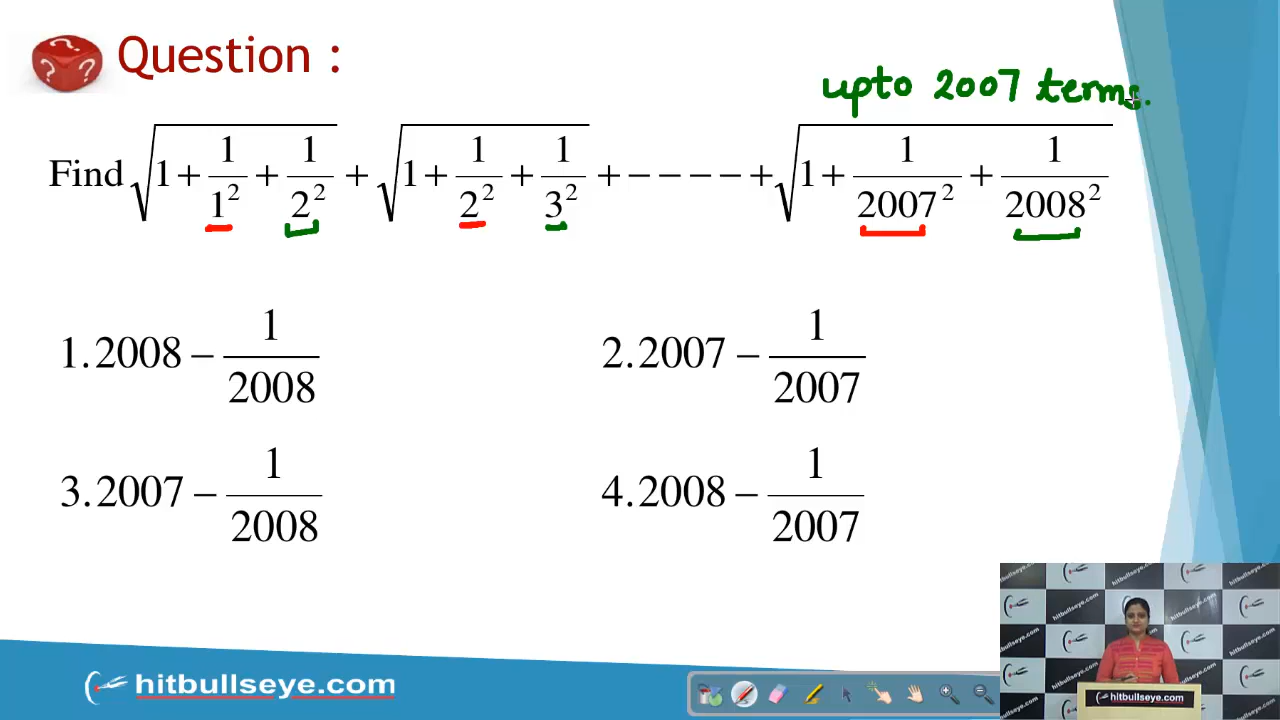 Question :
upto 2007 terms.
Find √(1 + 1/1² + 1/2²) + √(1 + 1/2² + 1/3²) + − − − − + √(1 + 1/2007² + 1/2008²)
1. 2008 − 1/2008
2. 2007 − 1/2007
3. 2007 − 1/2008
4. 2008 − 1/2007
hitbullseye.com
hitbullseye.com